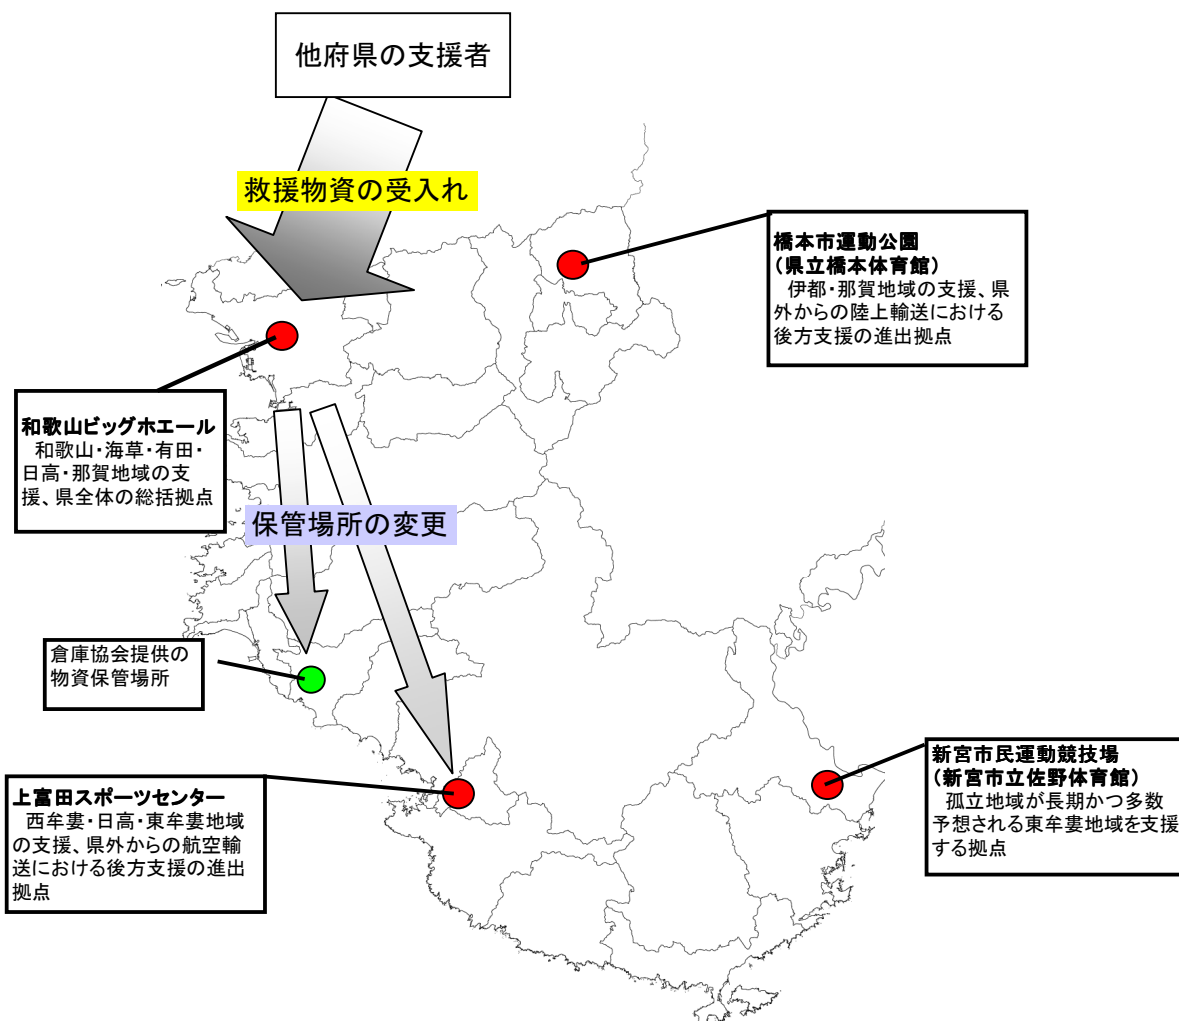 他府県の支援者
救援物資の受入れ
橋本市運動公園
(県立橋本体育館)
伊都・那賀地域の支援、県
外からの陸上輸送における
後方支援の進出拠点
和歌山ビッグホエール
和歌山・海草・有田・
日高・那賀地域の支
援、県全体の総括拠点
保管場所の変更
倉庫協会提供の
物資保管場所
新宮市民運動競技場
(新宮市立佐野体育館)
孤立地域が長期かつ多数
予想される東牟婁地域を支援
する拠点
上富田スポーツセンター
西牟婁・日高・東牟婁地域
の支援、県外からの航空輸
送における後方支援の進出
拠点